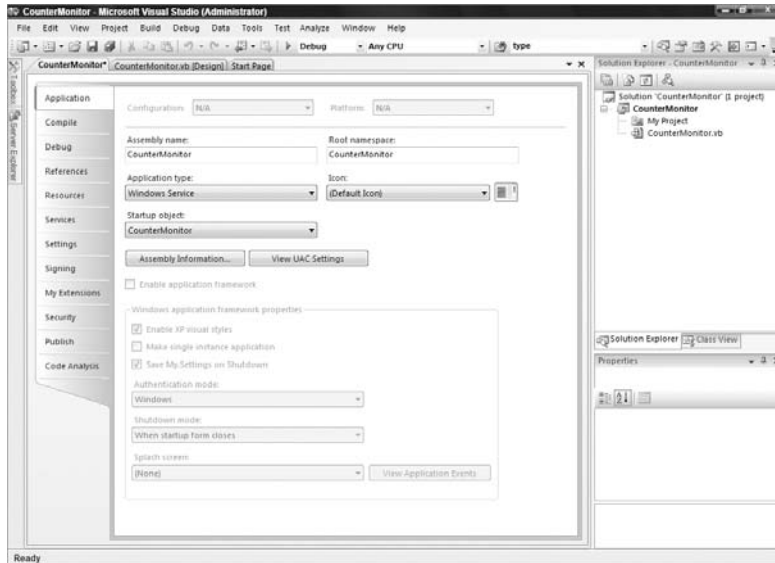 CounterMonitor - Microsoft Visual Studio (Administrator)
File Edit View Project Build Debug Data Tools Test Analyze Window Help
Debug Any CPU type
Toolbox
Server Explorer
CounterMonitor* CounterMonitor.vb [Design] Start Page
Application
Compile
Debug
References
Resources
Services
Settings
Signing
My Extensions
Security
Publish
Code Analysis
Configuration: N/A Platform: N/A
Assembly name: Root namespace:
CounterMonitor CounterMonitor
Application type: Icon:
Windows Service (Default Icon)
Startup object:
CounterMonitor
Assembly Information... View UAC Settings
Enable application framework
Windows application framework properties
Enable XP visual styles
Make single instance application
Save My.Settings on Shutdown
Authentication mode:
Windows
Shutdown mode:
When startup form closes
Splash screen:
(None) View Application Events
Solution Explorer - CounterMonitor
Solution 'CounterMonitor' (1 project)
CounterMonitor
My Project
CounterMonitor.vb
Solution Explorer Class View
Properties
Ready